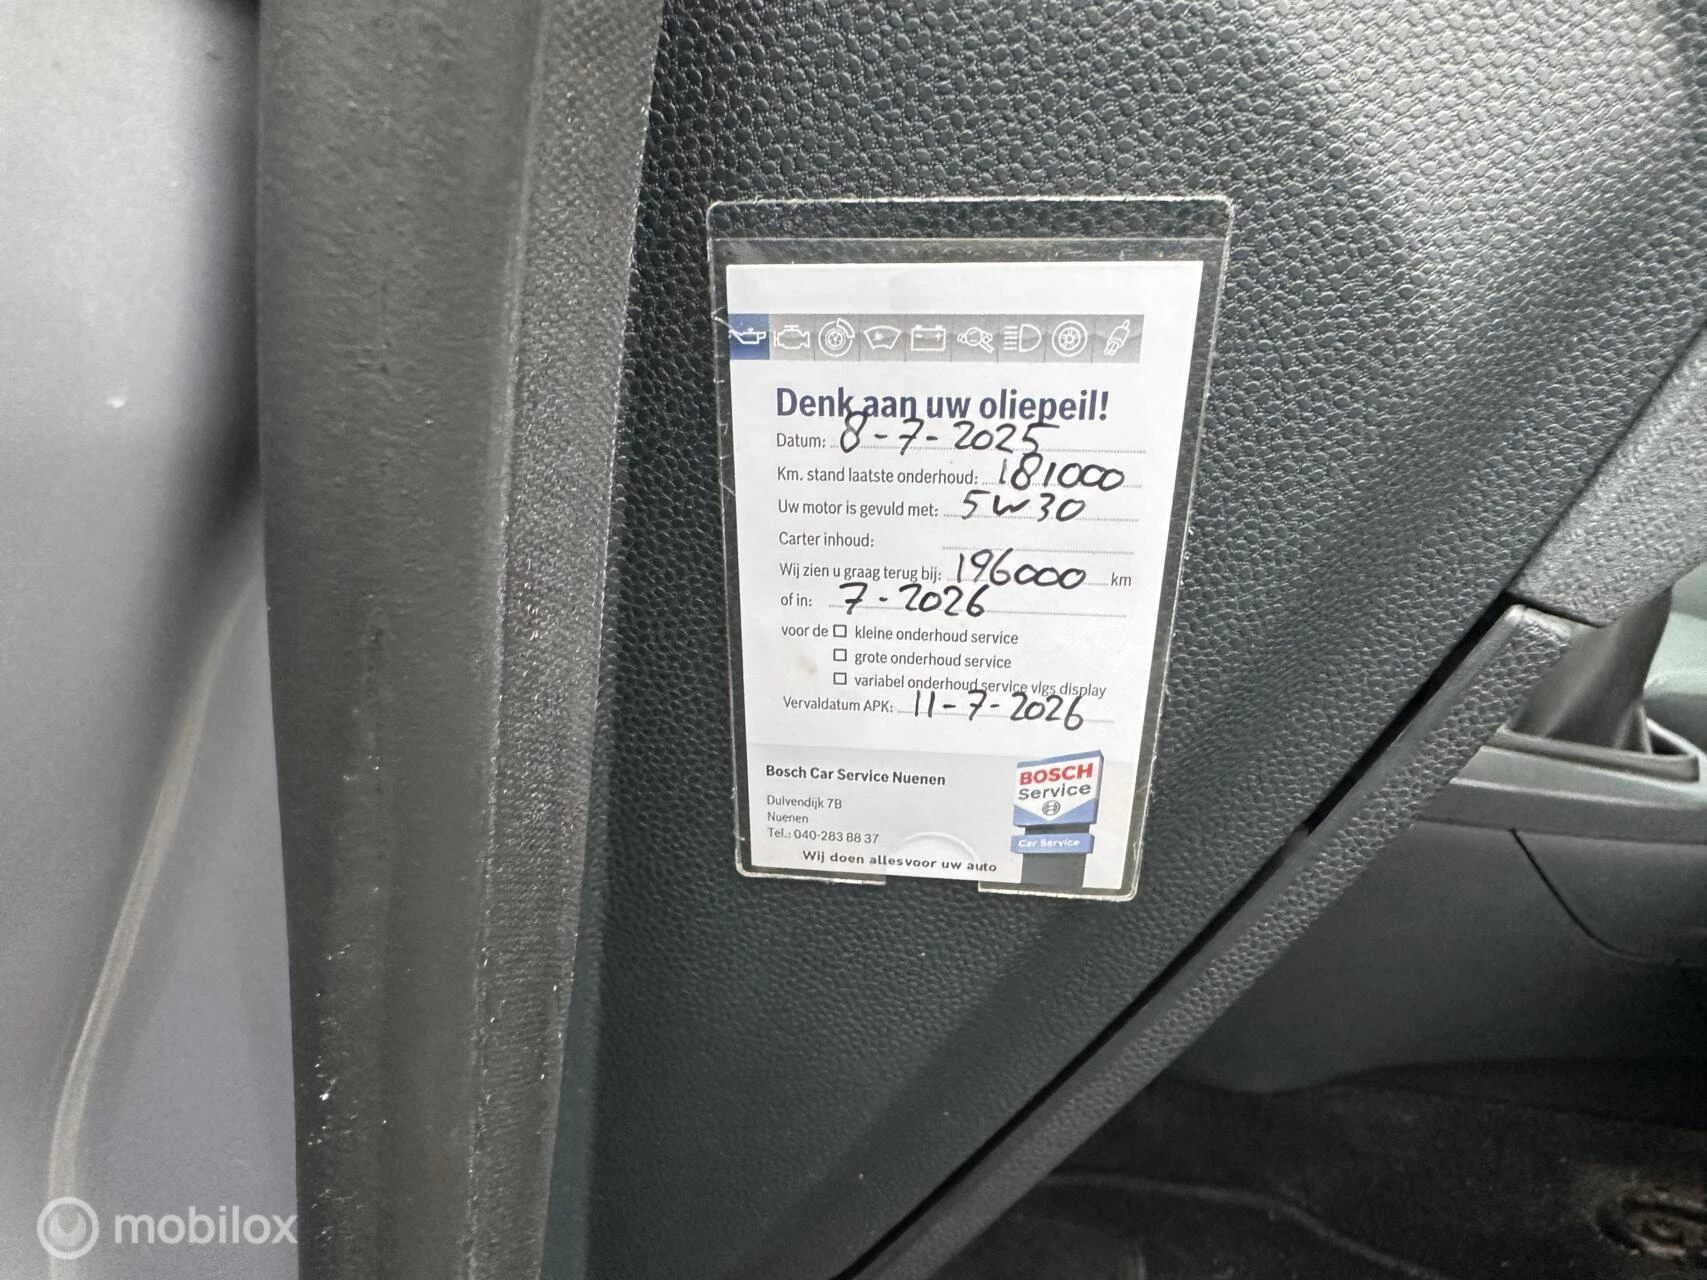 Denk aan uw oliepeil!
Datum: 8-7-2025
Km. stand laatste onderhoud: 181000
Uw motor is gevuld met: 5W30
Carter inhoud:
Wij zien u graag terug bij: 196000 km
of in: 7-2026
voor de □ kleine onderhoud service
□ grote onderhoud service
□ variabel onderhoud service vlgs display
Vervaldatum APK: 11-7-2026
Bosch Car Service Nuenen
Duivendijk 7B
Nuenen
Tel.: 040-283 88 37
Wij doen allesvoor uw auto
BOSCH
Service
Car Service
mobilox